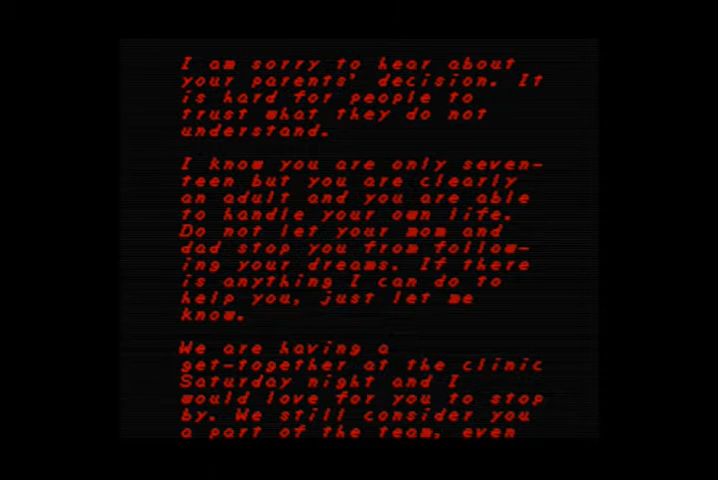 I am sorry to hear about
your parents' decision. It
is hard for people to
trust what they do not
understand.
I know you are only seven-
teen but you are clearly
an adult and you are able
to handle your own life.
Do not let your mom and
dad stop you from follow-
ing your dreams. If there
is anything I can do to
help you, just let me
know.
We are having a
get-together at the clinic
Saturday night and I
would love for you to stop
by. We still consider you
a part of the team, even